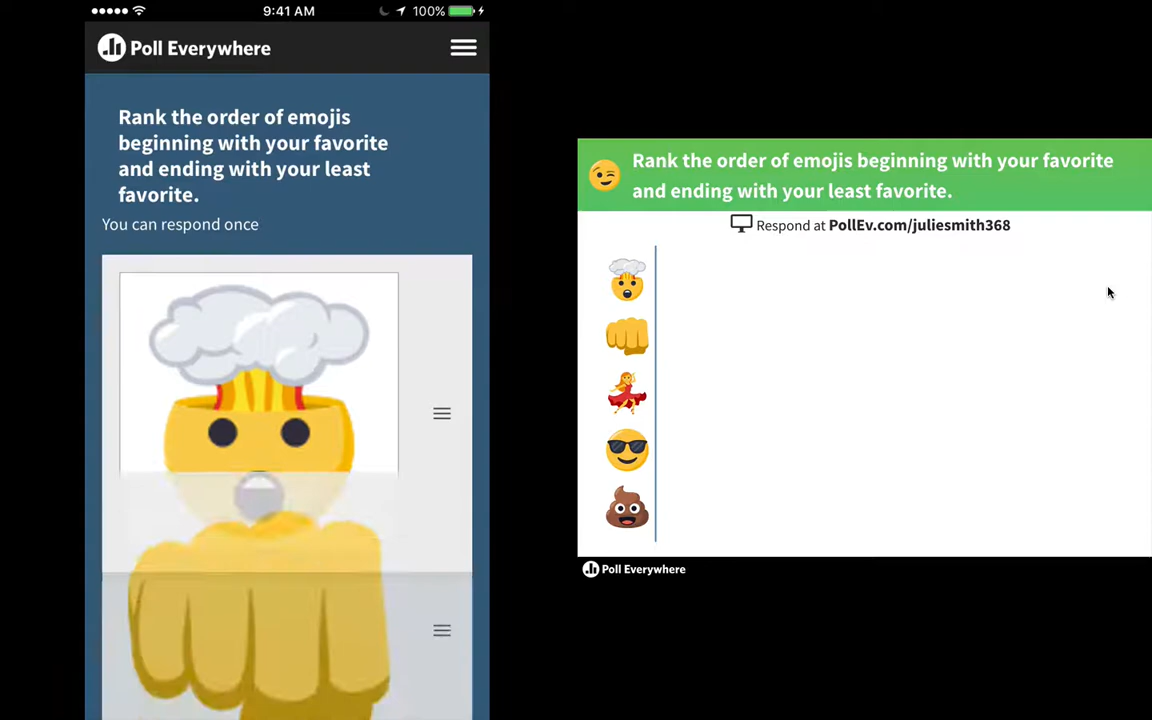 9:41 AM
100%
Poll Everywhere
Rank the order of emojis
beginning with your favorite
and ending with your least
favorite.
You can respond once
Rank the order of emojis beginning with your favorite
and ending with your least favorite.
Respond at PollEv.com/juliesmith368
Poll Everywhere